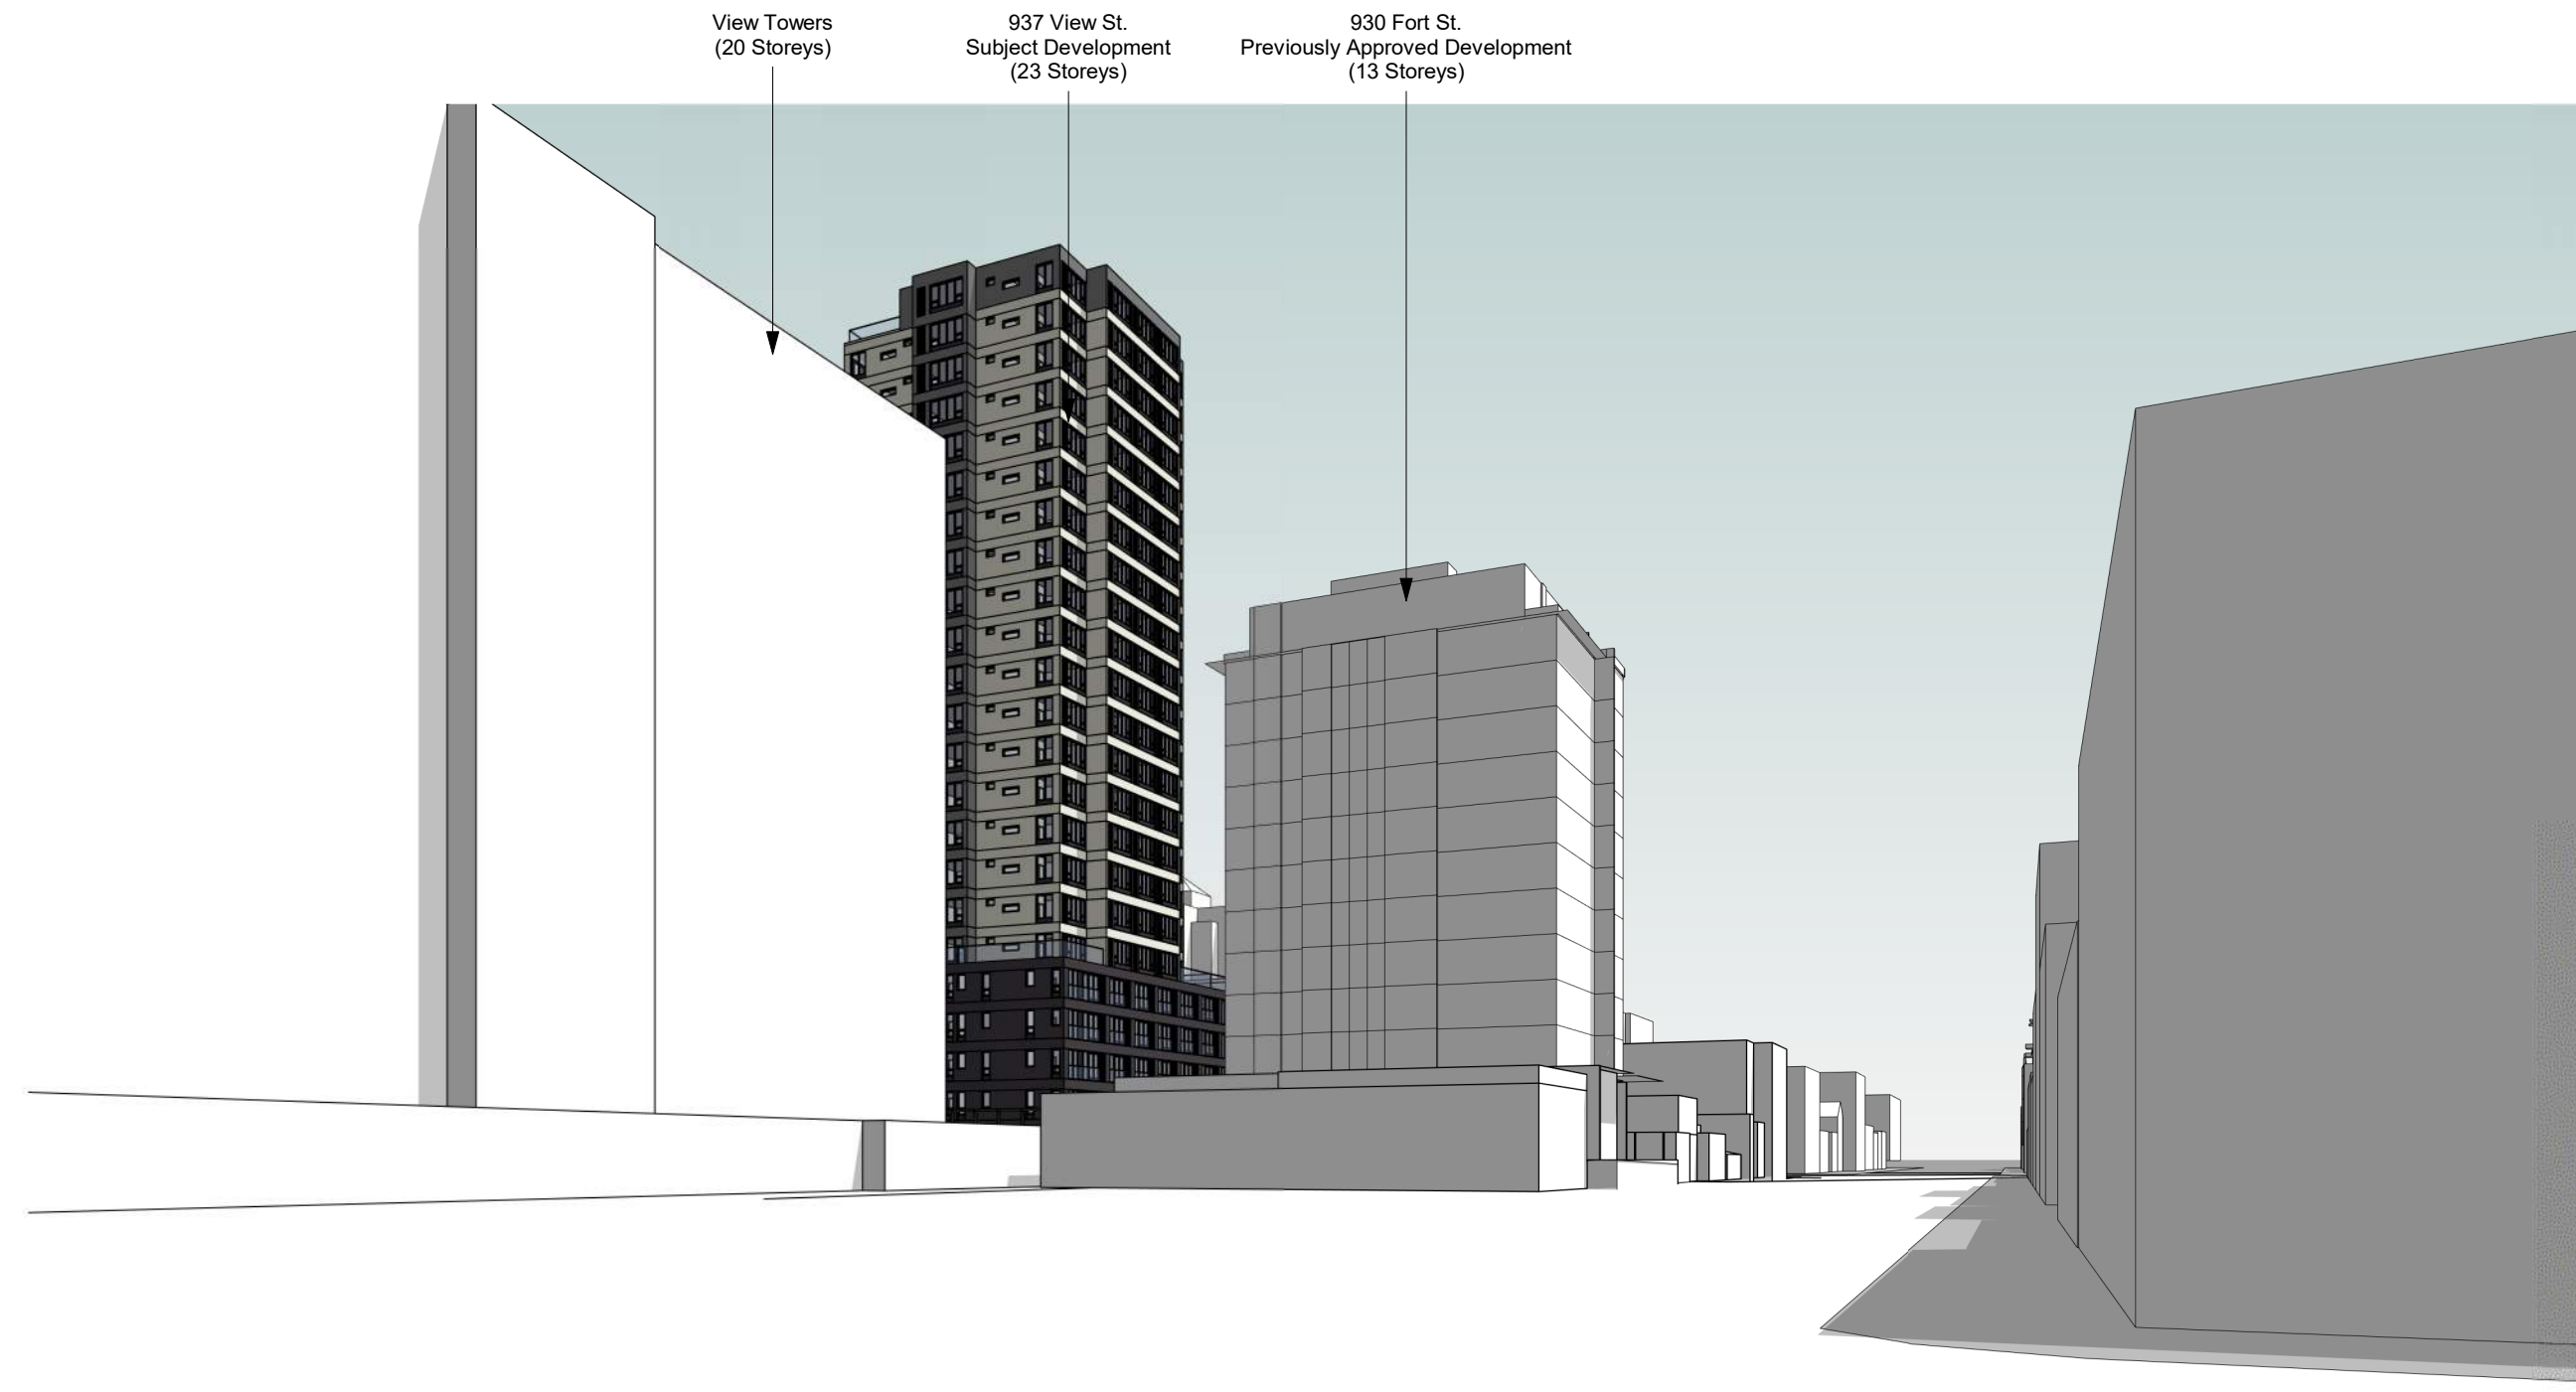 View Towers
(20 Storeys)
937 View St.
Subject Development
(23 Storeys)
930 Fort St.
Previously Approved Development
(13 Storeys)